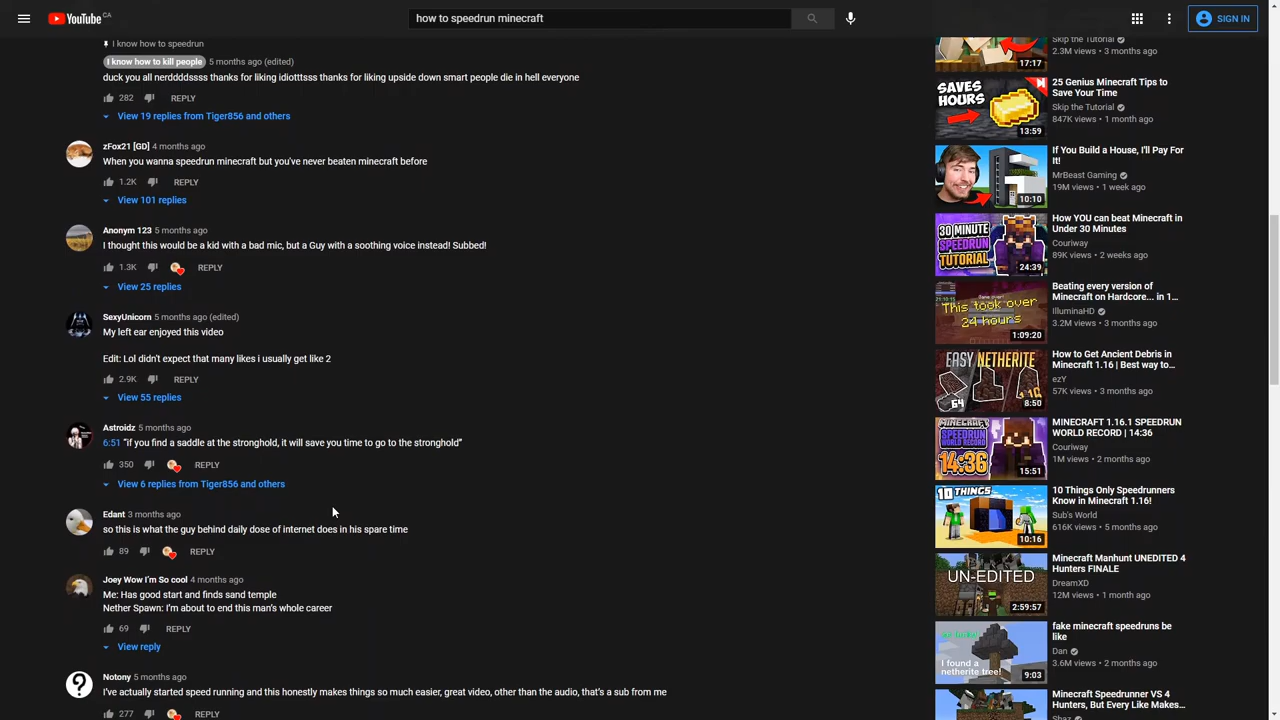 YouTube CA
how to speedrun minecraft
SIGN IN
I know how to speedrun
I know how to kill people 5 months ago (edited)
duck you all nerddddssss thanks for liking idiotttsss thanks for liking upside down smart people die in hell everyone
282 REPLY
View 19 replies from Tiger856 and others
zFox21 [GD] 4 months ago
When you wanna speedrun minecraft but you've never beaten minecraft before
1.2K REPLY
View 101 replies
Anonym 123 5 months ago
I thought this would be a kid with a bad mic, but a Guy with a soothing voice instead! Subbed!
1.3K REPLY
View 25 replies
SexyUnicorn 5 months ago (edited)
My left ear enjoyed this video
Edit: Lol didn't expect that many likes i usually get like 2
2.9K REPLY
View 55 replies
Astroidz 5 months ago
6:51 "if you find a saddle at the stronghold, it will save you time to go to the stronghold"
350 REPLY
View 6 replies from Tiger856 and others
Edant 3 months ago
so this is what the guy behind daily dose of internet does in his spare time
89 REPLY
Joey Wow I'm So cool 4 months ago
Me: Has good start and finds sand temple
Nether Spawn: I'm about to end this man's whole career
69 REPLY
View reply
Notony 5 months ago
I've actually started speed running and this honestly makes things so much easier, great video, other than the audio, that's a sub from me
277 REPLY
17:17
Skip the Tutorial
2.3M views • 3 months ago
SAVES
HOURS
13:59
25 Genius Minecraft Tips to
Save Your Time
Skip the Tutorial
847K views • 1 month ago
10:10
If You Build a House, I'll Pay For
It!
MrBeast Gaming
19M views • 1 week ago
30 MINUTE
SPEEDRUN
TUTORIAL
24:39
How YOU can beat Minecraft in
Under 30 Minutes
Couriway
89K views • 2 weeks ago
Game over!
This took over
24 hours
1:09:20
Beating every version of
Minecraft on Hardcore... in 1...
IlluminaHD
3.2M views • 3 months ago
EASY NETHERITE
64
8:50
How to Get Ancient Debris in
Minecraft 1.16 | Best way to...
ezY
57K views • 3 months ago
MINECRAFT
SPEEDRUN
WORLD RECORD
14:36
15:51
MINECRAFT 1.16.1 SPEEDRUN
WORLD RECORD | 14:36
Couriway
1M views • 2 months ago
10 THINGS
10:16
10 Things Only Speedrunners
Know in Minecraft 1.16!
Sub's World
616K views • 5 months ago
UN-EDITED
2:59:57
Minecraft Manhunt UNEDITED 4
Hunters FINALE
DreamXD
12M views • 1 month ago
I found a
netherite tree!
9:03
fake minecraft speedruns be
like
Dan
3.6M views • 2 months ago
Minecraft Speedrunner VS 4
Hunters, But Every Like Makes...
Shaz